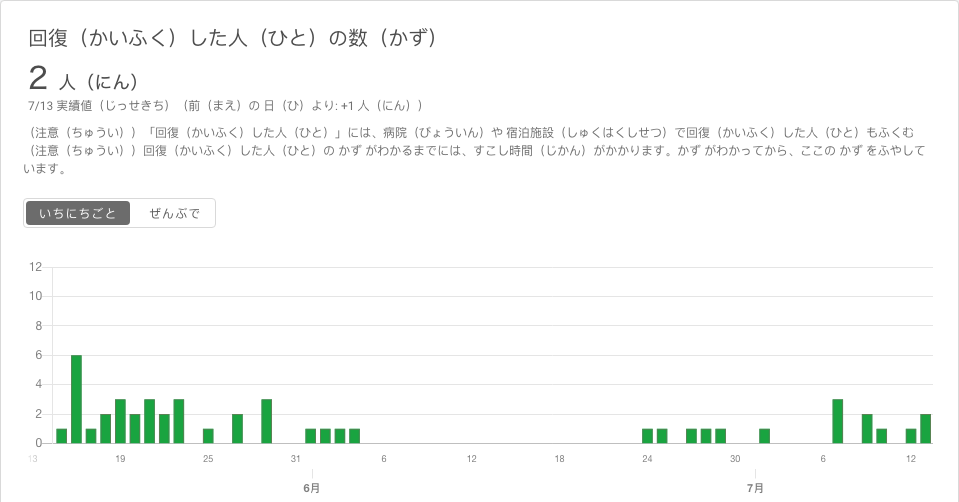 回復（かいふく）した人（ひと）の数（かず）
2 人（にん）
7/13 実績値（じっせきち）（前（まえ）の 日（ひ）より: +1 人（にん））
（注意（ちゅうい））「回復（かいふく）した人（ひと）」には、病院（びょういん）や 宿泊施設（しゅくはくしせつ）で回復（かいふく）した人（ひと）もふくむ
（注意（ちゅうい））回復（かいふく）した人（ひと）の かず がわかるまでには、すこし時間（じかん）がかかります。かず がわかってから、ここの かず をふやして
います。
いちにちごと ぜんぶで
12
10
8
6
4
2
0
13 19 25 31 6 12 18 24 30 6 12
6月 7月